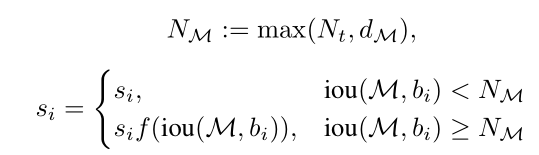 N_ℳ := max(N_t, d_ℳ),
s_i = { s_i, iou(ℳ, b_i) < N_ℳ
s_i f(iou(ℳ, b_i)), iou(ℳ, b_i) ≥ N_ℳ